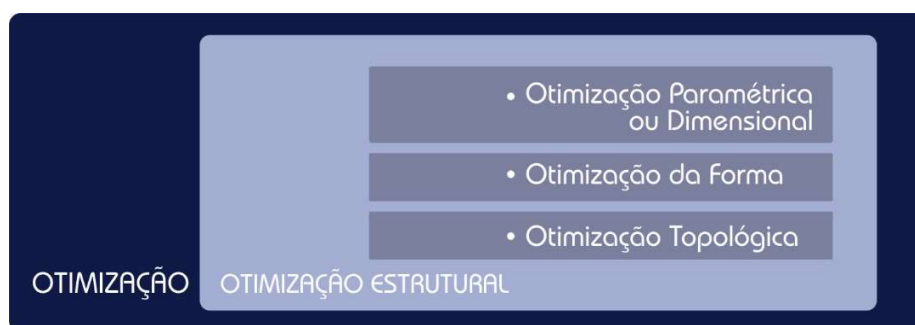 • Otimização Paramétrica
ou Dimensional
• Otimização da Forma
• Otimização Topológica
OTIMIZAÇÃO
OTIMIZAÇÃO ESTRUTURAL